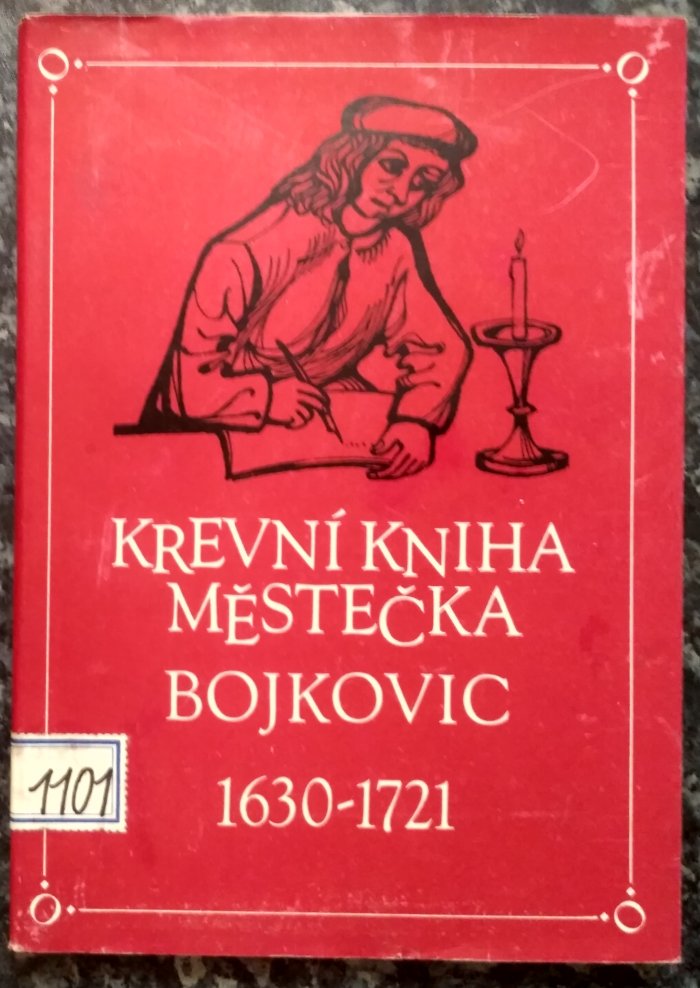 KREVNÍ KNIHA
MĚSTEČKA
BOJKOVIC
1630-1721
1101